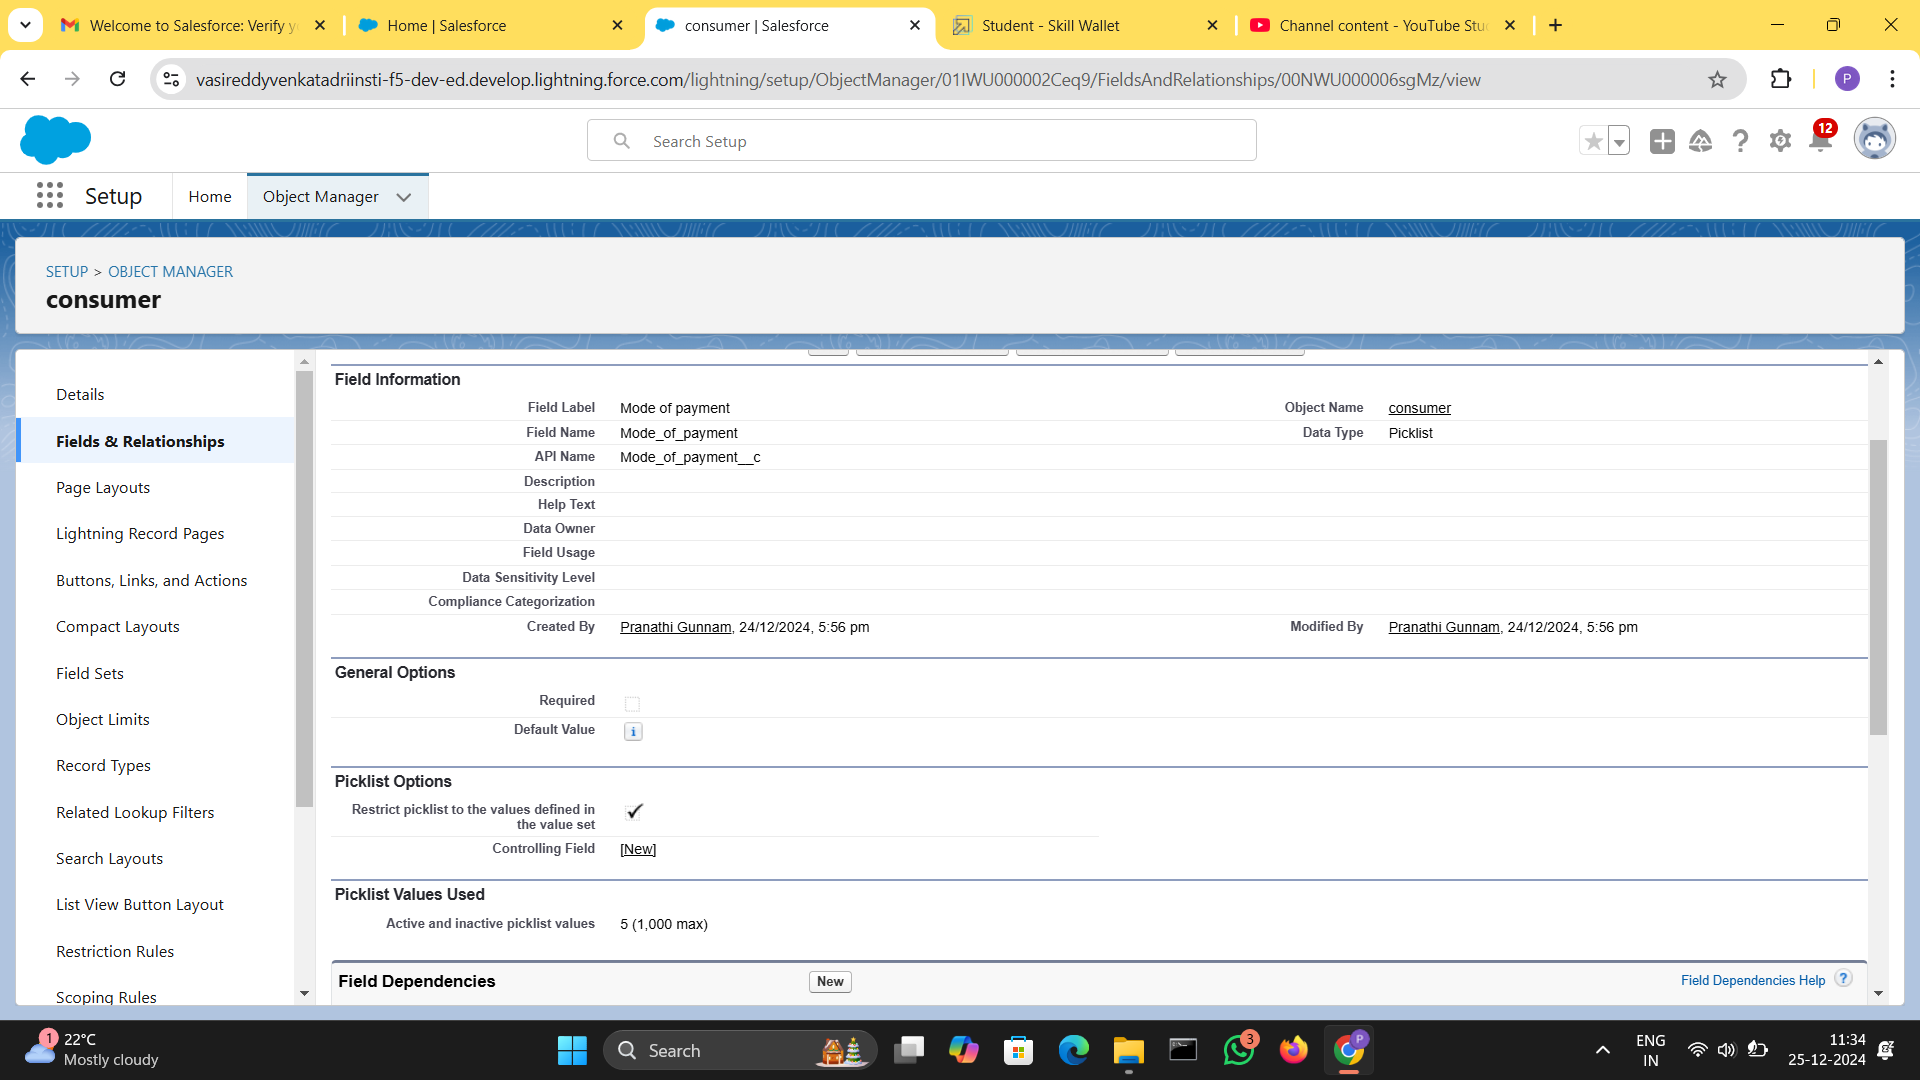 Welcome to Salesforce: Verify y
Home | Salesforce
consumer | Salesforce
Student - Skill Wallet
Channel content - YouTube Stu
vasireddyvenkatadriinsti-f5-dev-ed.develop.lightning.force.com/lightning/setup/ObjectManager/01IWU000002Ceq9/FieldsAndRelationships/00NWU000006sgMz/view
P
Search Setup
12
Setup
Home
Object Manager
SETUP > OBJECT MANAGER
consumer
Details
Fields & Relationships
Page Layouts
Lightning Record Pages
Buttons, Links, and Actions
Compact Layouts
Field Sets
Object Limits
Record Types
Related Lookup Filters
Search Layouts
List View Button Layout
Restriction Rules
Scoping Rules
Field Information
Field Label Mode of payment Object Name consumer
Field Name Mode_of_payment Data Type Picklist
API Name Mode_of_payment__c
Description
Help Text
Data Owner
Field Usage
Data Sensitivity Level
Compliance Categorization
Created By Pranathi Gunnam, 24/12/2024, 5:56 pm Modified By Pranathi Gunnam, 24/12/2024, 5:56 pm
General Options
Required
Default Value i
Picklist Options
Restrict picklist to the values defined in
the value set
Controlling Field [New]
Picklist Values Used
Active and inactive picklist values 5 (1,000 max)
Field Dependencies New Field Dependencies Help ?
1
22°C
Mostly cloudy
Search
3
P
ENG
IN
11:34
25-12-2024